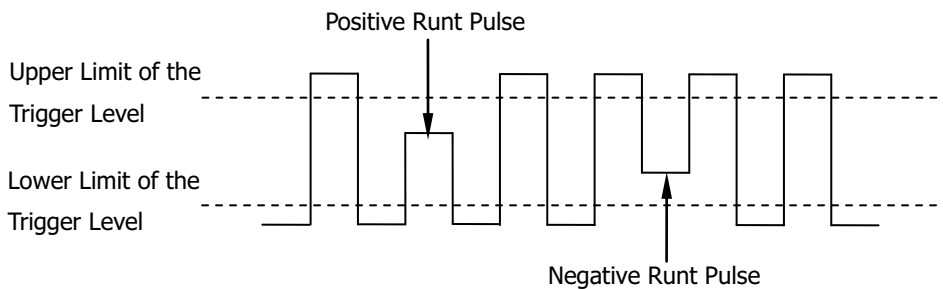 Positive Runt Pulse
Upper Limit of the
Trigger Level
Lower Limit of the
Trigger Level
Negative Runt Pulse